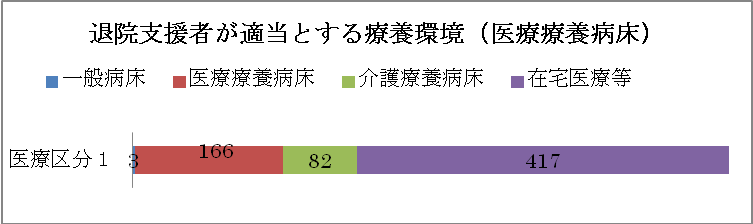 退院支援者が適当とする療養環境（医療療養病床）
一般病床 医療療養病床 介護療養病床 在宅医療等
医療区分１ 3 166 82 417